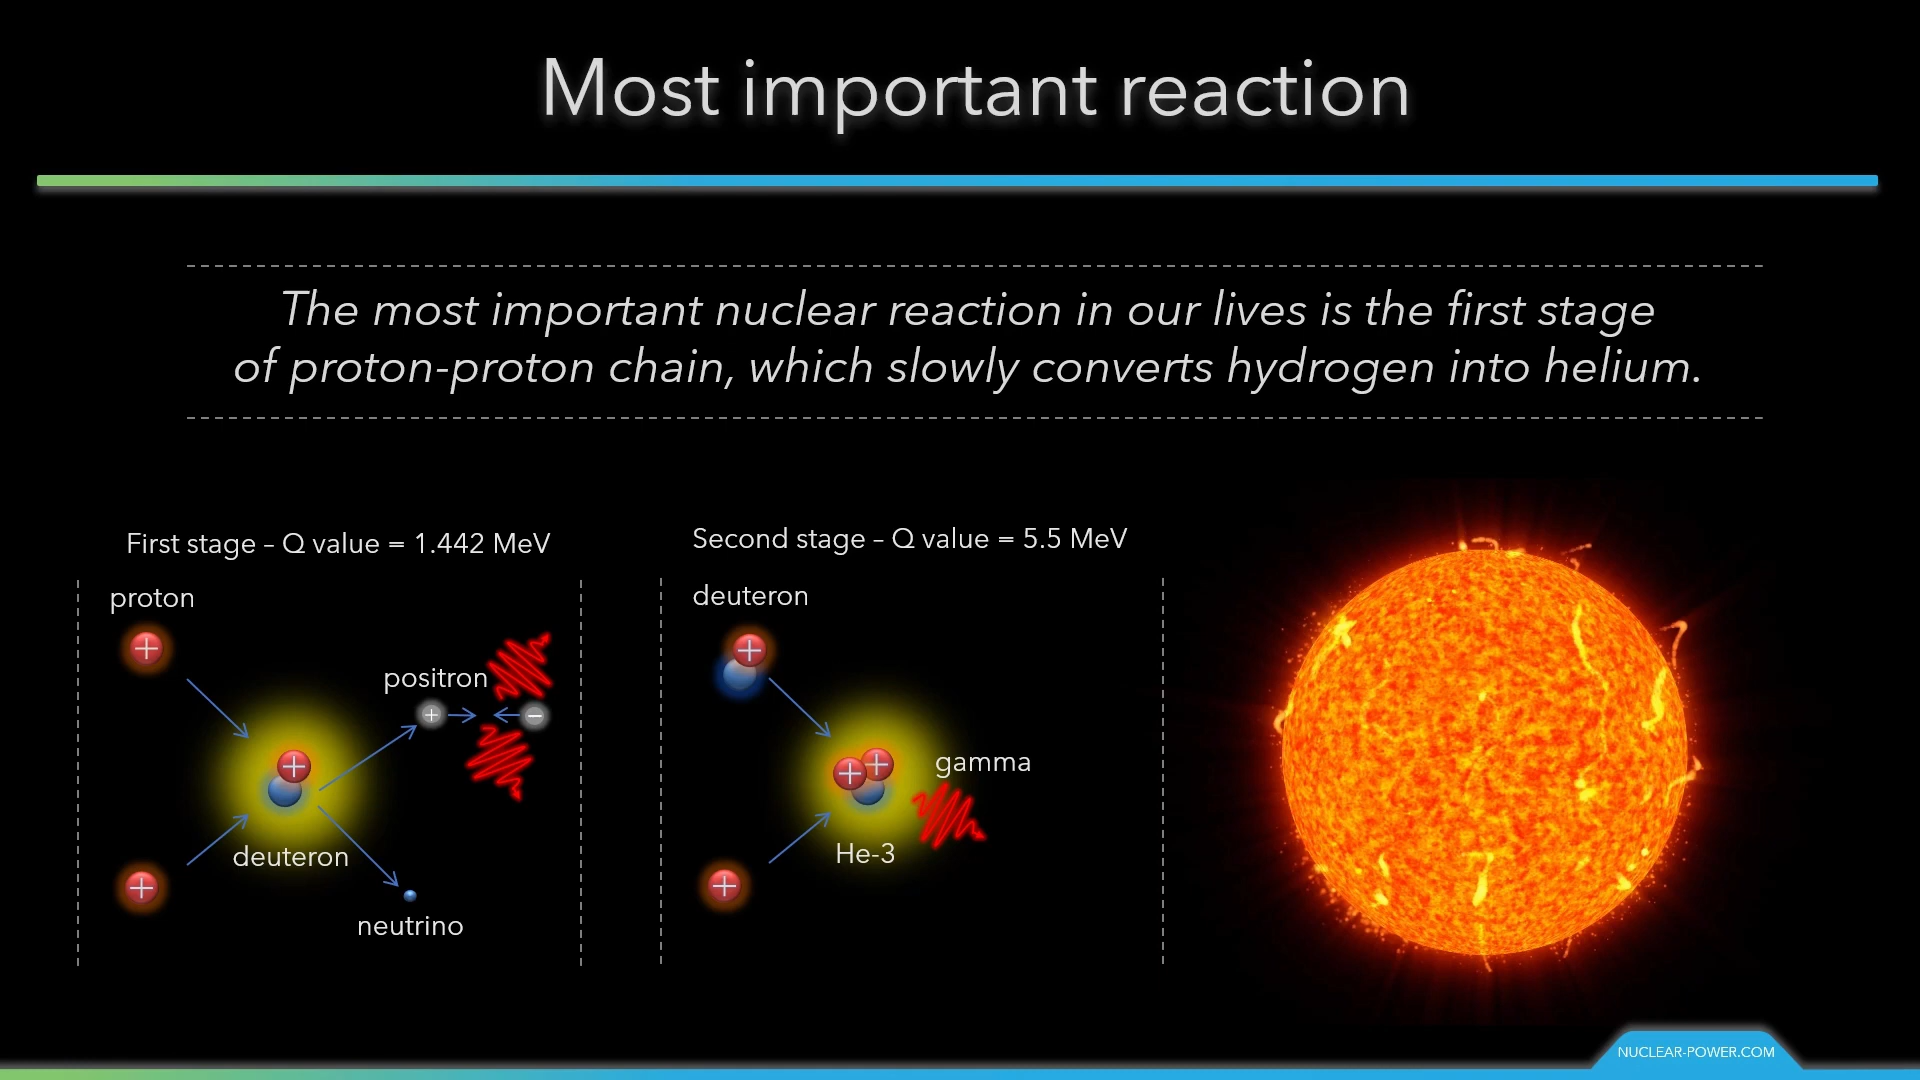 Most important reaction
The most important nuclear reaction in our lives is the first stage
of proton-proton chain, which slowly converts hydrogen into helium.
First stage – Q value = 1.442 MeV
proton
positron
deuteron
neutrino
Second stage – Q value = 5.5 MeV
deuteron
gamma
He-3
NUCLEAR-POWER.COM